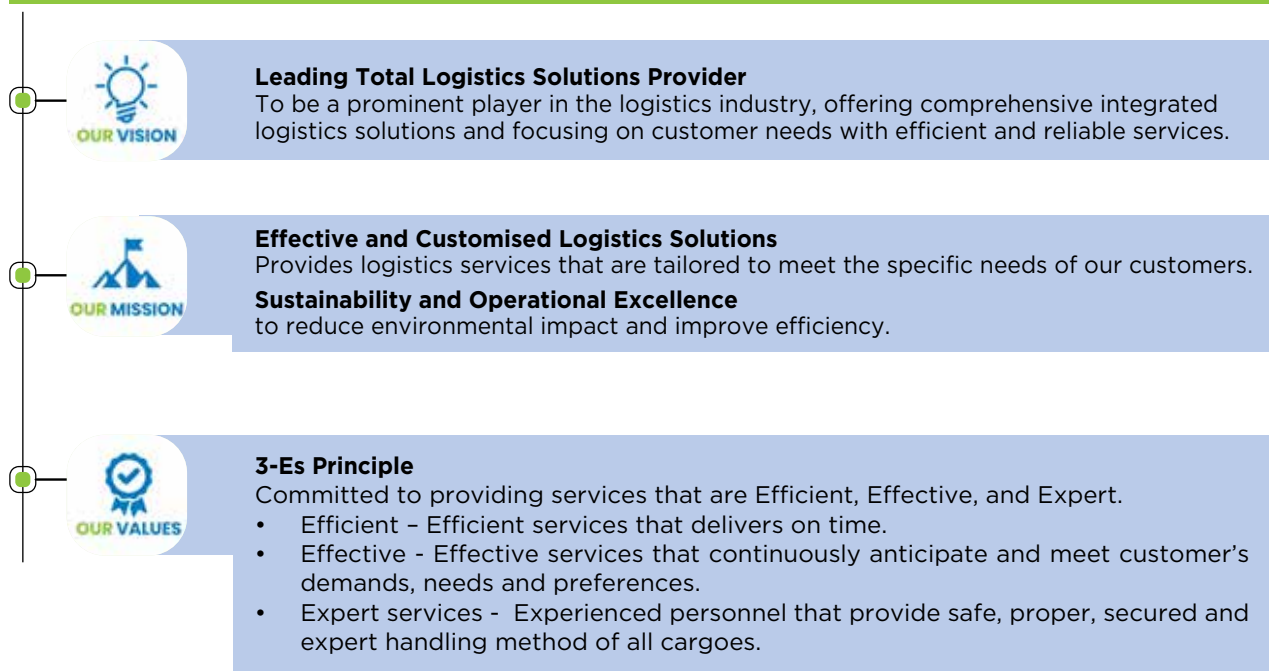 OUR VISION
Leading Total Logistics Solutions Provider
To be a prominent player in the logistics industry, offering comprehensive integrated
logistics solutions and focusing on customer needs with efficient and reliable services.
OUR MISSION
Effective and Customised Logistics Solutions
Provides logistics services that are tailored to meet the specific needs of our customers.
Sustainability and Operational Excellence
to reduce environmental impact and improve efficiency.
OUR VALUES
3-Es Principle
Committed to providing services that are Efficient, Effective, and Expert.
• Efficient – Efficient services that delivers on time.
• Effective - Effective services that continuously anticipate and meet customer’s
demands, needs and preferences.
• Expert services - Experienced personnel that provide safe, proper, secured and
expert handling method of all cargoes.